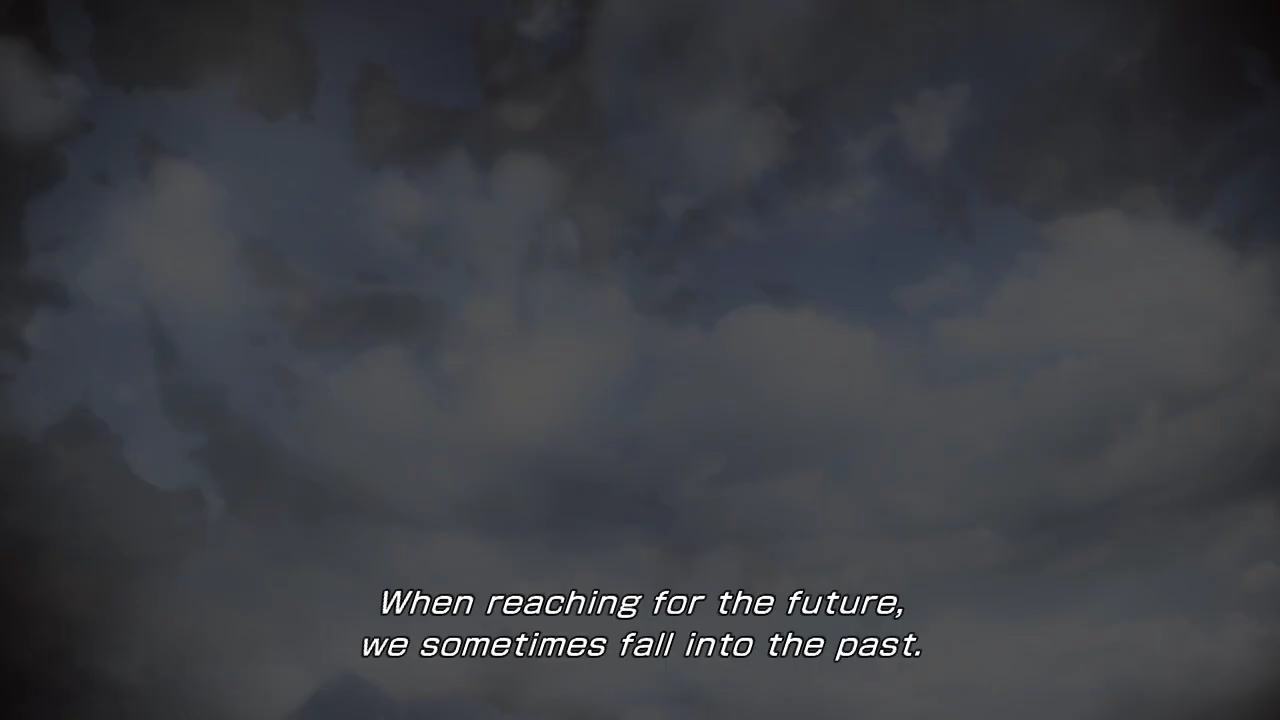 When reaching for the future,
we sometimes fall into the past.